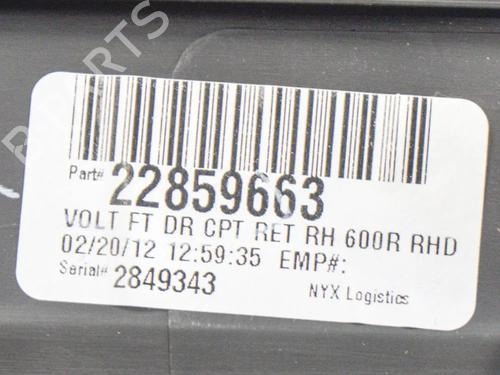 B-PARTS
Part# 22859663
VOLT FT DR CPT RET RH 600R RHD
02/20/12 12:59:35 EMP#:
Serial# 2849343
NYX Logistics